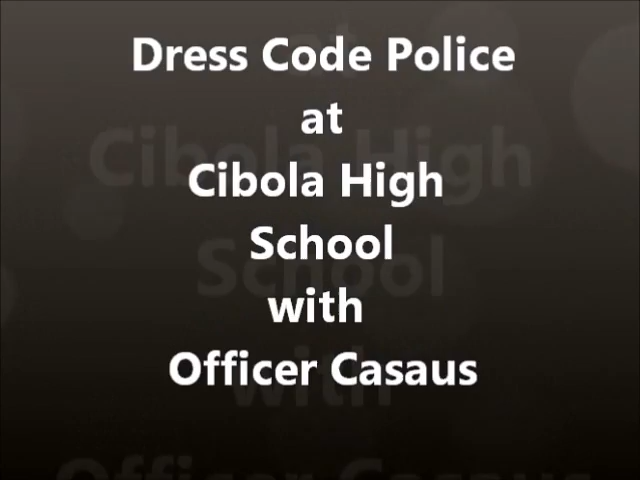 Dress Code Police
at
Cibola High
School
with
Officer Casaus